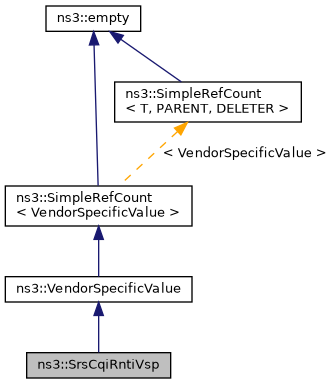 ns3::empty
ns3::SimpleRefCount
< T, PARENT, DELETER >
< VendorSpecificValue >
ns3::SimpleRefCount
< VendorSpecificValue >
ns3::VendorSpecificValue
ns3::SrsCqiRntiVsp